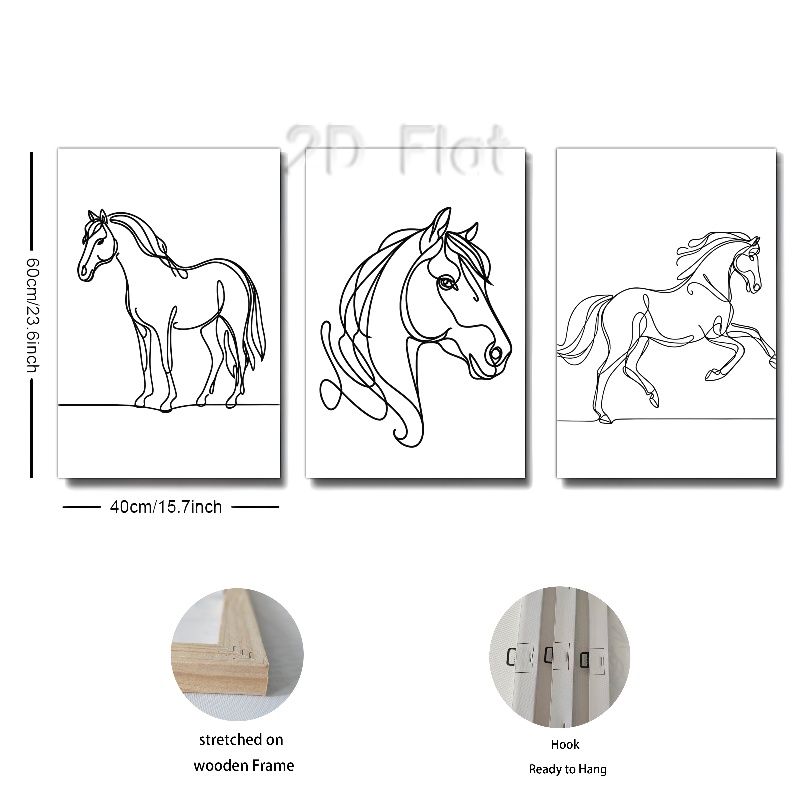 2D Flat
60cm/23.6inch
40cm/15.7inch
stretched on
wooden Frame
Hook
Ready to Hang